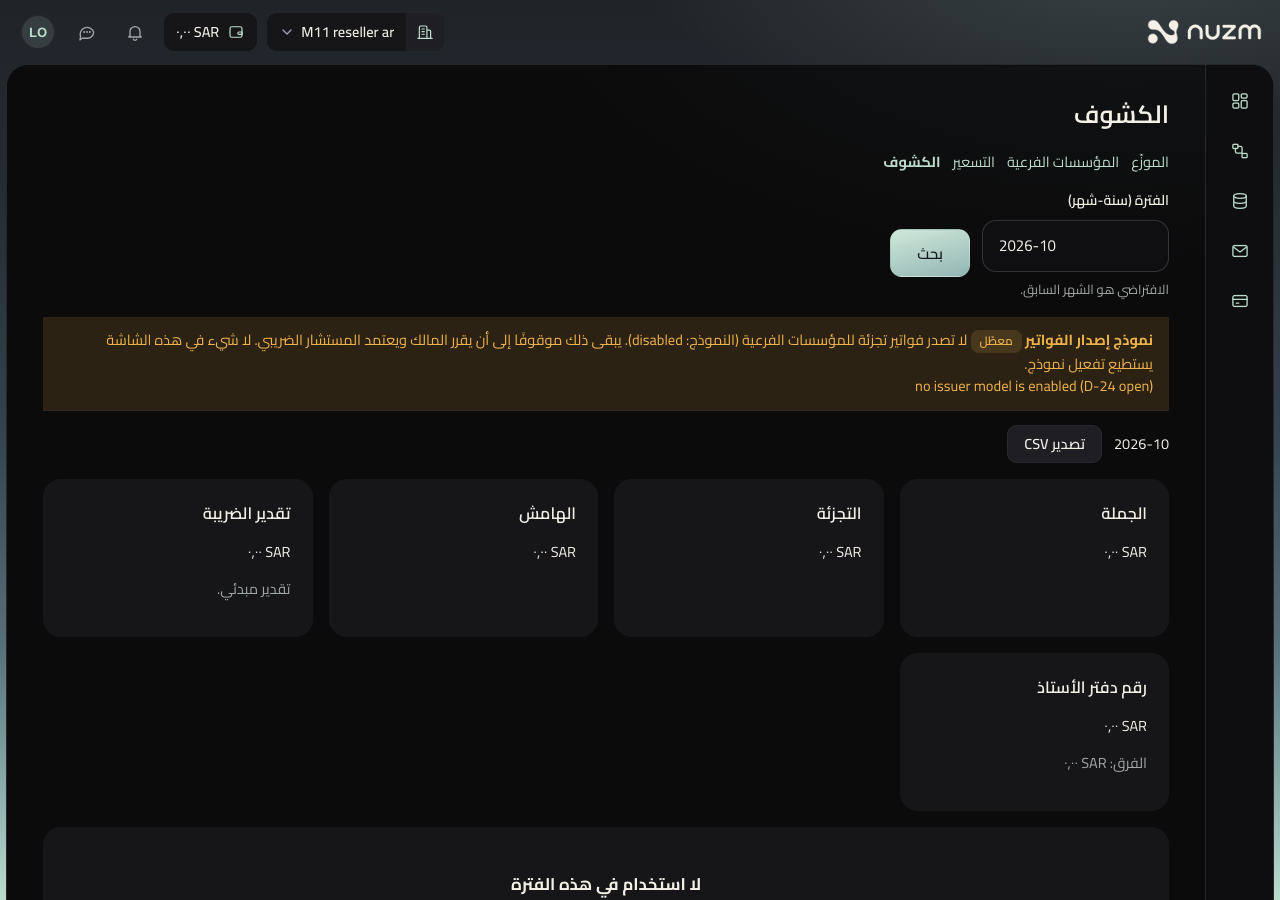 nuzm
M11 reseller ar
SAR ٠٫٠٠
LO
الكشوف
الموزّع المؤسسات الفرعية التسعير الكشوف
الفترة (سنة-شهر)
2026-10
بحث
الافتراضي هو الشهر السابق.
نموذج إصدار الفواتير معطّل لا تصدر فواتير تجزئة للمؤسسات الفرعية (النموذج: disabled). يبقى ذلك موقوفًا إلى أن يقرر المالك ويعتمد المستشار الضريبي. لا شيء في هذه الشاشة
يستطيع تفعيل نموذج.
no issuer model is enabled (D-24 open)
2026-10 تصدير CSV
الجملة
SAR ٠٫٠٠
التجزئة
SAR ٠٫٠٠
الهامش
SAR ٠٫٠٠
تقدير الضريبة
SAR ٠٫٠٠
تقدير مبدئي.
رقم دفتر الأستاذ
SAR ٠٫٠٠
الفرق: SAR ٠٫٠٠
لا استخدام في هذه الفترة